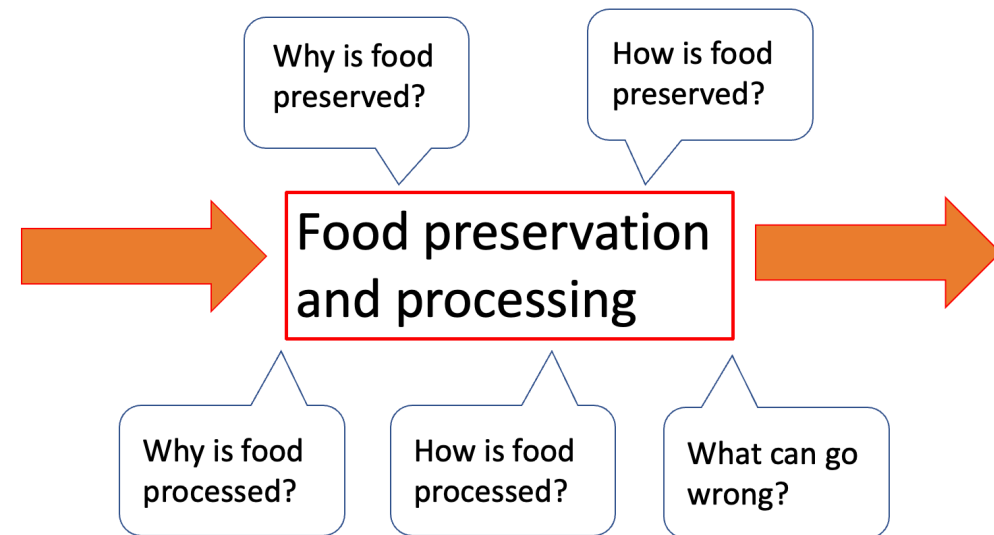 Why is food
preserved?
How is food
preserved?
Food preservation
and processing
Why is food
processed?
How is food
processed?
What can go
wrong?